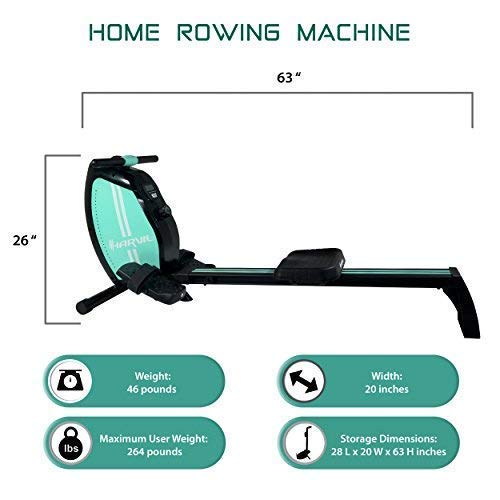 HOME ROWING MACHINE
63 "
26 "
HARVIL
Weight:
46 pounds
Width:
20 inches
lbs
Maximum User Weight:
264 pounds
Storage Dimensions:
28 L x 20 W x 63 H inches